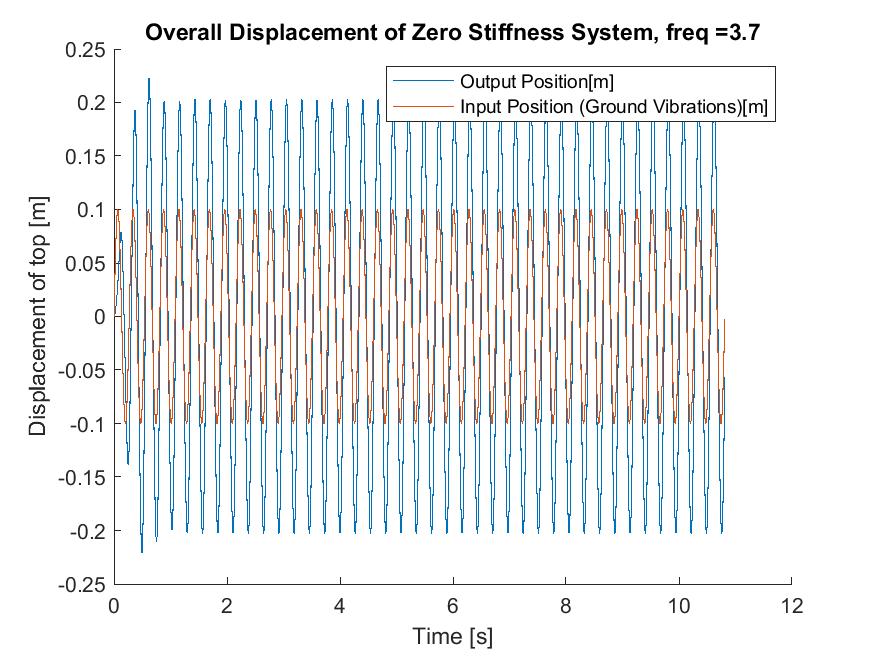 Overall Displacement of Zero Stiffness System, freq =3.7
Output Position[m]
Input Position (Ground Vibrations)[m]
Displacement of top [m]
0.25
0.2
0.15
0.1
0.05
0
-0.05
-0.1
-0.15
-0.2
-0.25
0 2 4 6 8 10 12
Time [s]